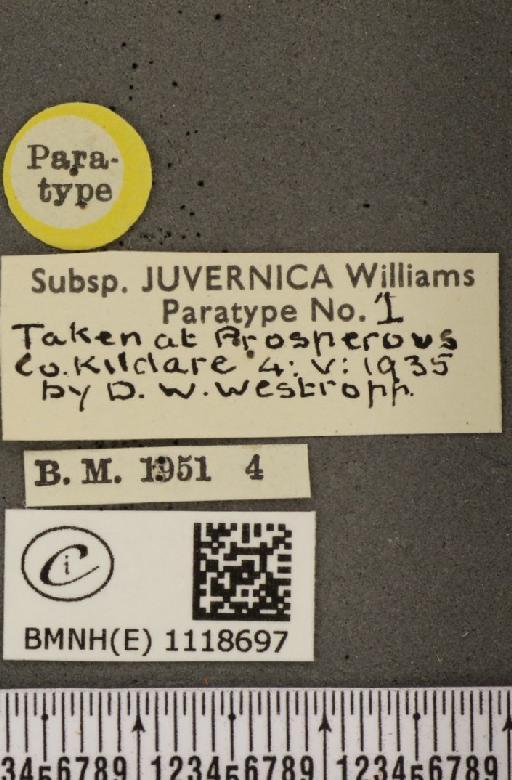 Para-
type
Subsp. JUVERNICA Williams
Paratype No. 1
Taken at Prosperous
Co. Kildare 4: V: 1935
by D. W. Westropp.
B. M. 1951 4
BMNH(E) 1118697
3456789 123456789 123456789